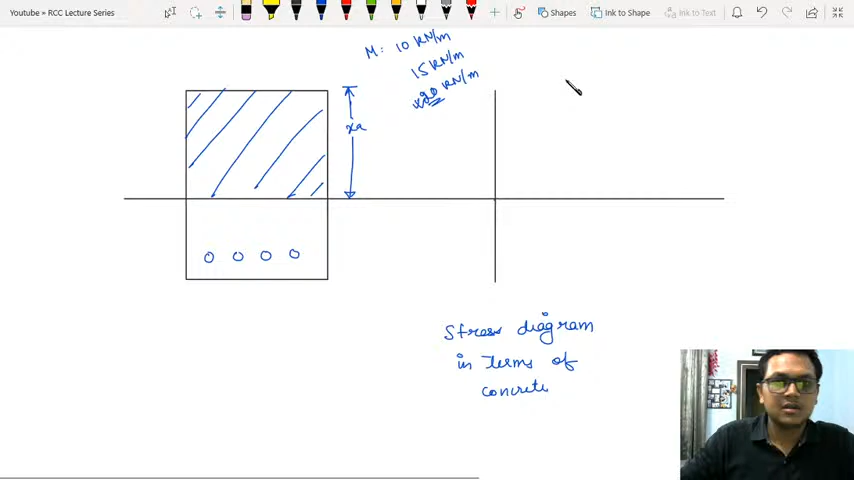 Youtube » RCC Lecture Series
Shapes
Ink to Shape
Ink to Text
M: 10 kN/m
15 kN/m
kN/m
xa
Stress diagram
in terms of
concrete